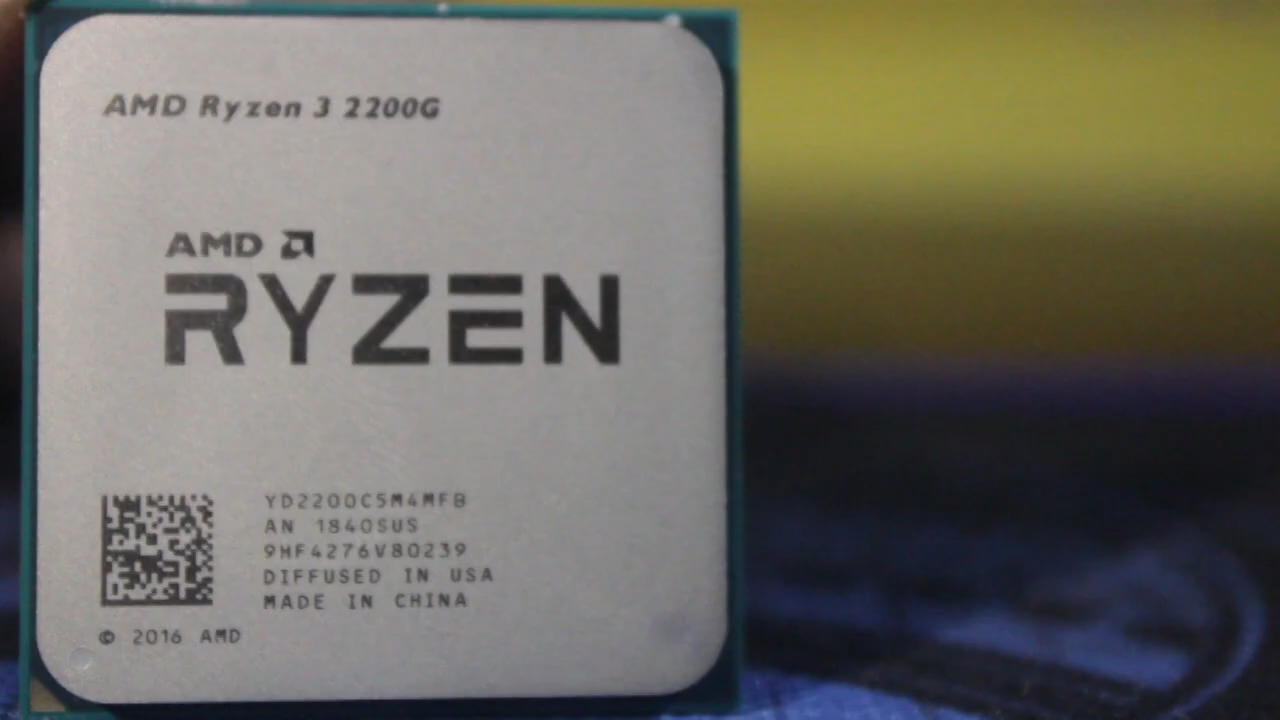 AMD Ryzen 3 2200G
AMD
RYZEN
YD2200C5M4MFB
AN 1840SUS
9HF4276V80239
DIFFUSED IN USA
MADE IN CHINA
© 2016 AMD